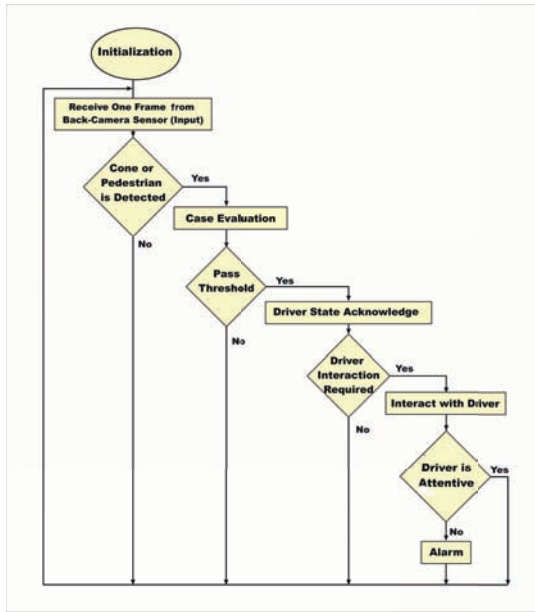 Initialization
Receive One Frame from
Back-Camera Sensor (Input)
Cone or
Pedestrian
is Detected
Yes
No
Case Evaluation
Pass
Threshold
Yes
No
Driver State Acknowledge
Driver
Interaction
Required
Yes
No
Interact with Driver
Driver is
Attentive
Yes
No
Alarm